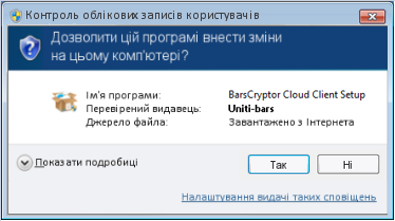 Контроль облікових записів користувачів
Дозволити цій програмі внести зміни
на цьому комп'ютері?
Ім'я програми: BarsCryptor Cloud Client Setup
Перевірений видавець: Uniti-bars
Джерело файла: Завантажено з Інтернета
Показати подробиці
Так
Ні
Налаштування видачі таких сповіщень